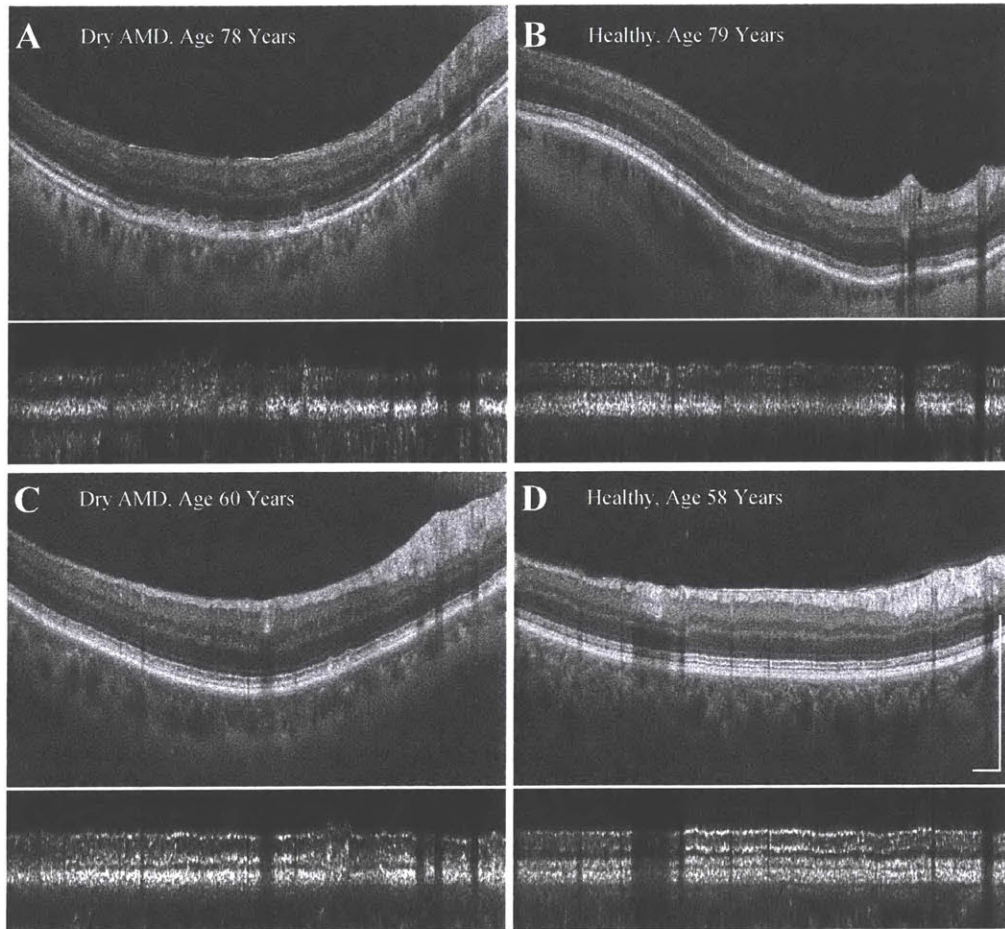 A Dry AMD, Age 78 Years
B Healthy, Age 79 Years
C Dry AMD, Age 60 Years
D Healthy, Age 58 Years